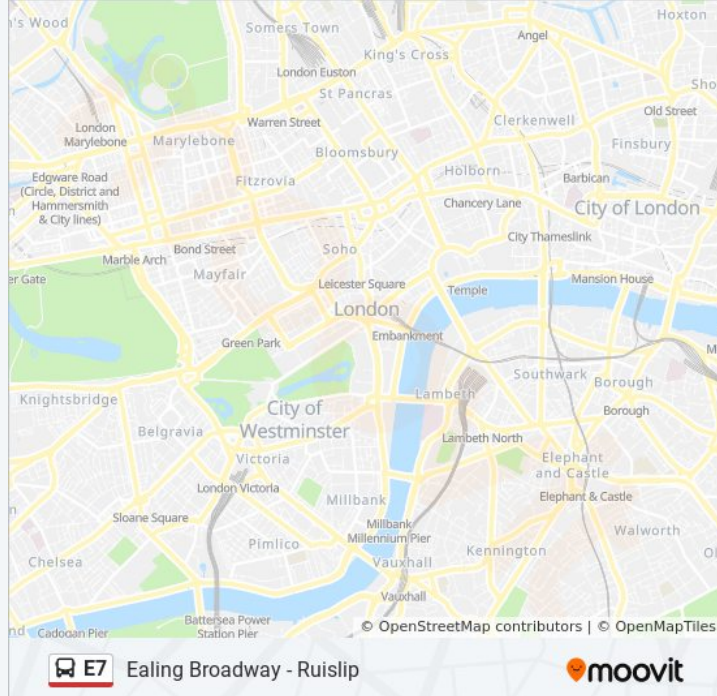 's Wood
Somers Town
Hoxton
King's Cross
Angel
London Euston
St Pancras
Sho
Old Street
London
Marylebone
Marylebone
Warren Street
Clerkenwell
Finsbury
Bloomsbury
Edgware Road
(Circle, District and
Hammersmith
& City lines)
Fitzrovia
Holborn
Barbican
Chancery Lane
City of London
City Thameslink
Soho
Bond Street
Marble Arch
Mayfair
er Gate
Leicester Square
Temple
Mansion House
London
Embankment
Green Park
M
Southwark
Borough
Knightsbridge
Lambeth
City of
Westminster
Borough
Belgravia
Lambeth North
Victoria
Elephant
and Castle
London Victoria
Elephant & Castle
Millbank
n
Sloane Square
Millbank
Millennium Pier
Walworth
Pimlico
Kennington
Chelsea
Vauxhall
Vauxhall
nd
Cadogan Pier
Battersea Power
Station Pier
© OpenStreetMap contributors | © OpenMapTiles
E7 Ealing Broadway - Ruislip
moovit